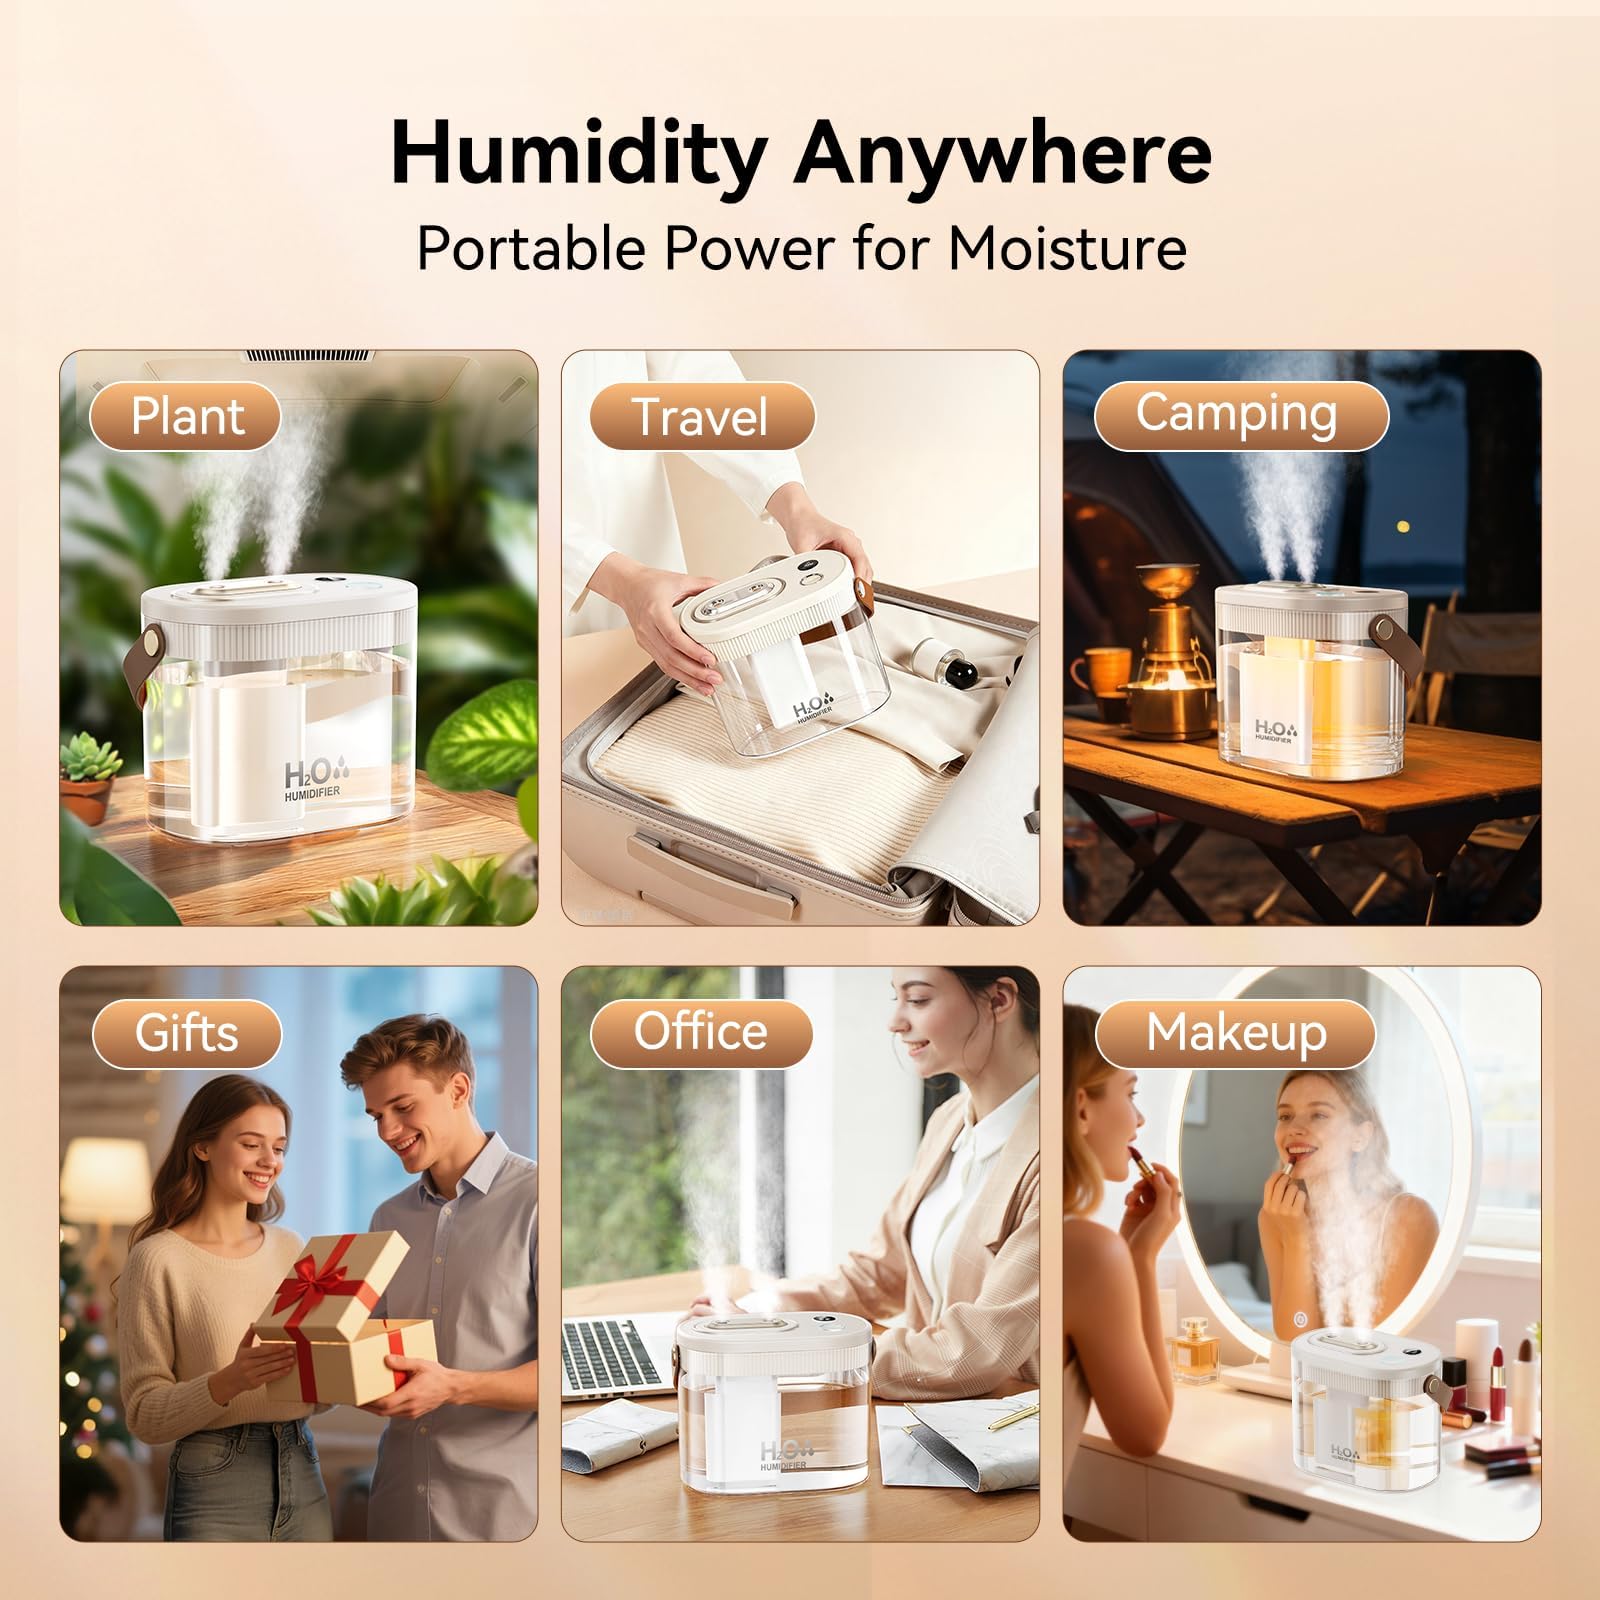 Humidity Anywhere
Portable Power for Moisture
Plant
Travel
Camping
H₂O
HUMIDIFIER
H₂O
HUMIDIFIER
H₂O
HUMIDIFIER
Gifts
Office
Makeup
H₂O
HUMIDIFIER
H₂O
HUMIDIFIER